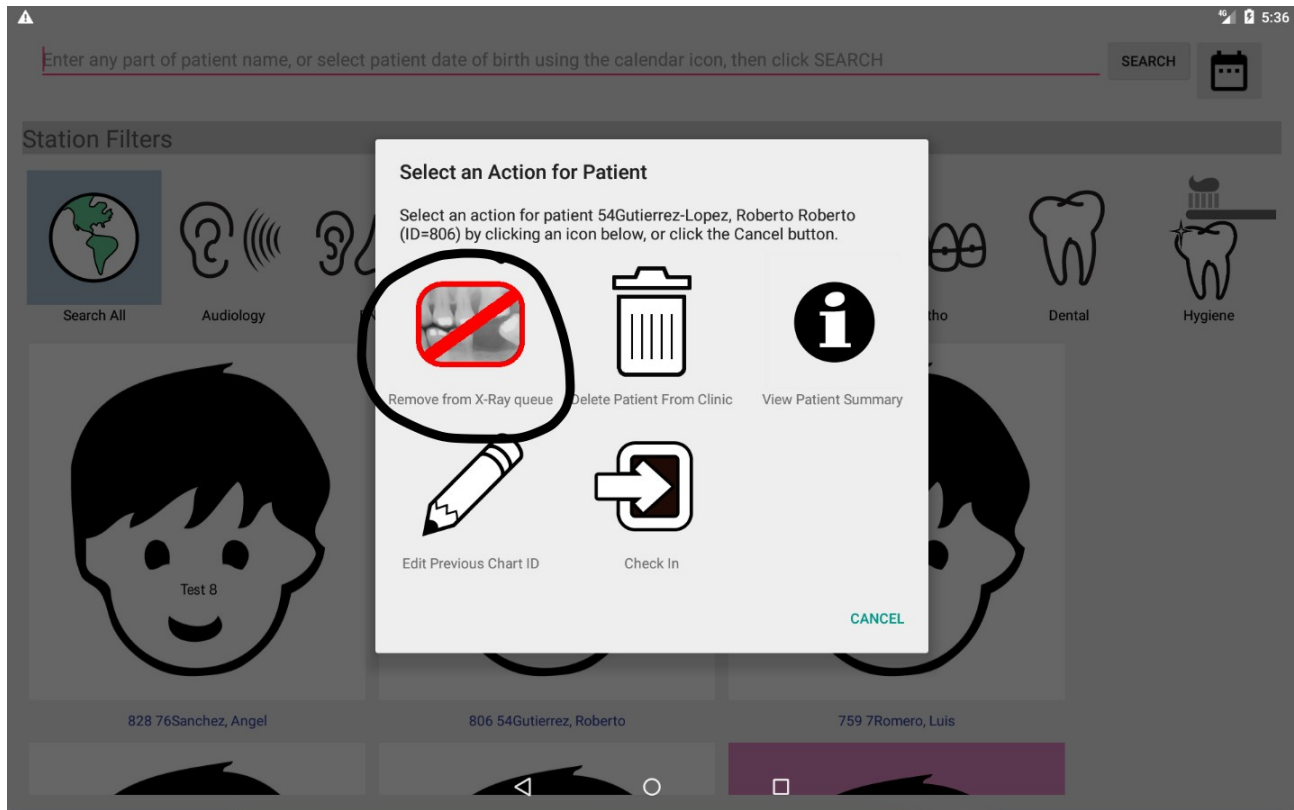 4G 5:36
Enter any part of patient name, or select patient date of birth using the calendar icon, then click SEARCH
SEARCH
Station Filters
Select an Action for Patient
Select an action for patient 54Gutierrez-Lopez, Roberto Roberto
(ID=806) by clicking an icon below, or click the Cancel button.
Search All
Audiology
Dental
Hygiene
Remove from X-Ray queue
Delete Patient From Clinic
View Patient Summary
Edit Previous Chart ID
Check In
Test 8
CANCEL
828 76Sanchez, Angel
806 54Gutierrez, Roberto
759 7Romero, Luis